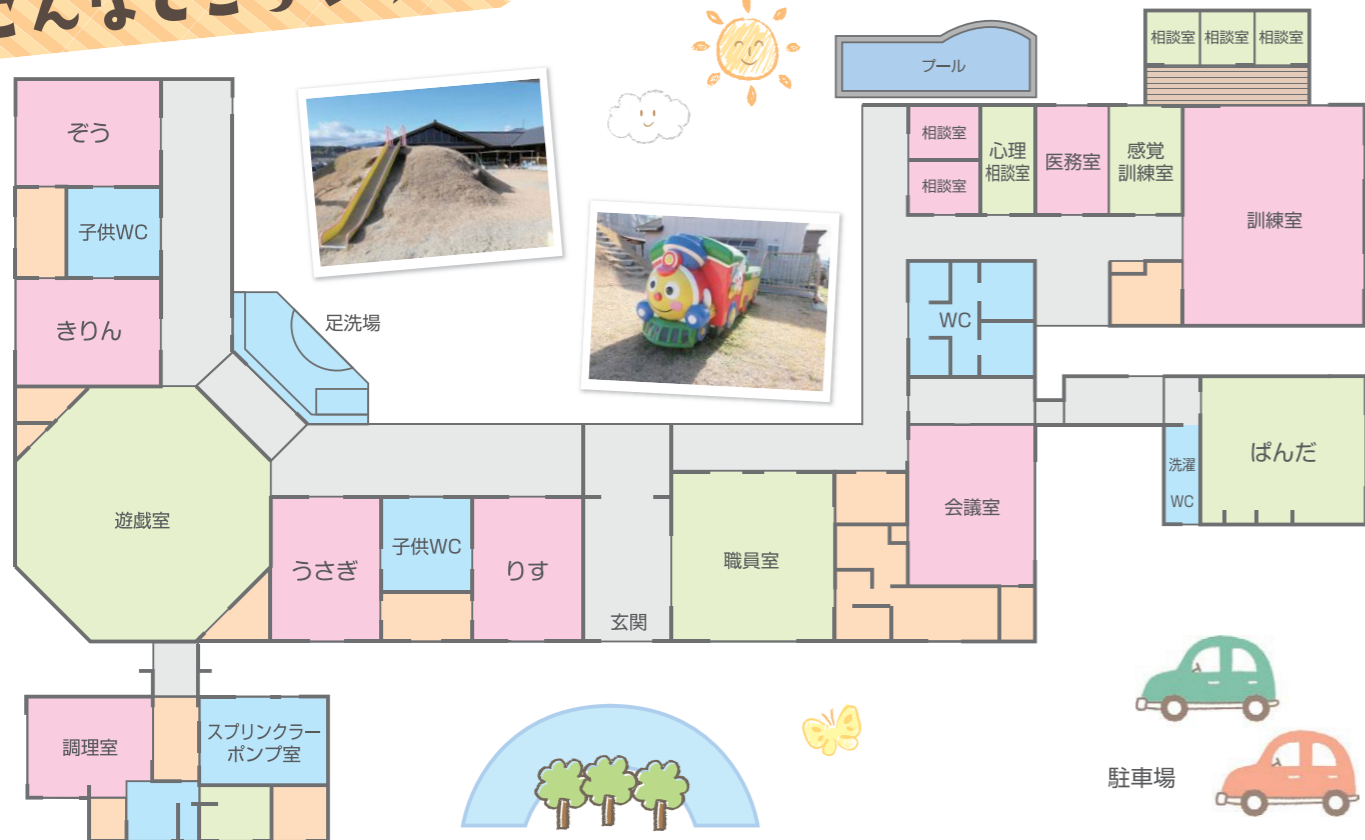 相談室 相談室 相談室
プール
ぞう
相談室
心理
相談室
医務室
感覚
訓練室
相談室
訓練室
子供WC
きりん
足洗場
WC
遊戯室
うさぎ
子供WC
りす
玄関
職員室
会議室
洗濯
WC
ぱんだ
調理室
スプリンクラー
ポンプ室
駐車場